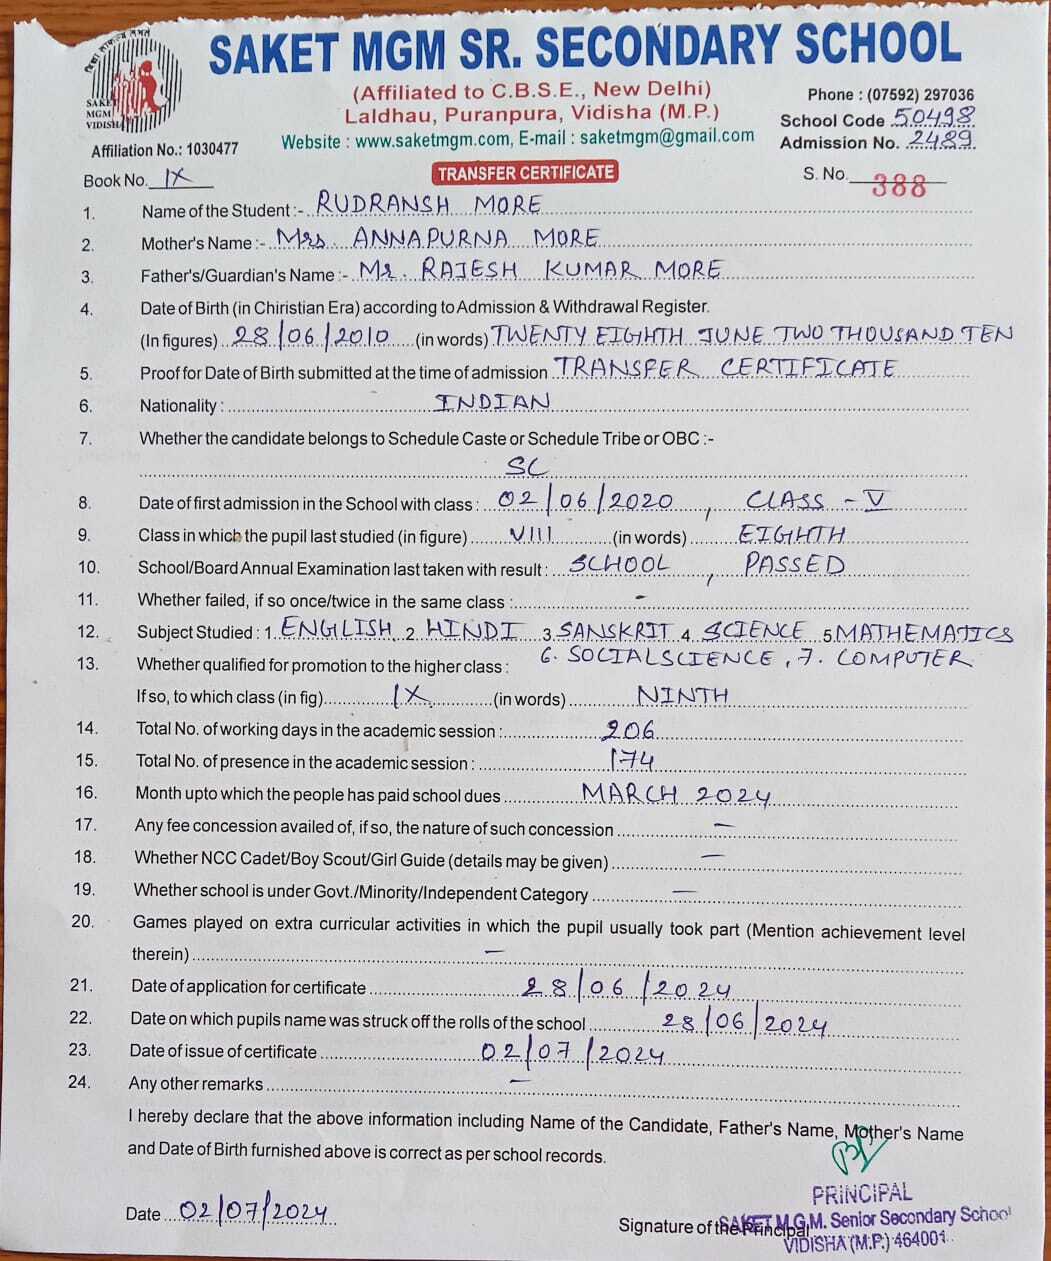 SAKET MGM SR. SECONDARY SCHOOL
(Affiliated to C.B.S.E., New Delhi)
Laldhau, Puranpura, Vidisha (M.P.)
Website : www.saketmgm.com, E-mail : saketmgm@gmail.com
SAKET
MGM
VIDISHA
Affiliation No.: 1030477
Phone : (07592) 297036
School Code 50498
Admission No. 2489
Book No. IX
TRANSFER CERTIFICATE
S. No. 388
1. Name of the Student :- RUDRANSH MORE
2. Mother's Name :- Mrs ANNAPURNA MORE
3. Father's/Guardian's Name :- Mr. RAJESH KUMAR MORE
4. Date of Birth (in Chiristian Era) according to Admission & Withdrawal Register.
(In figures) 28/06/2010 (in words) TWENTY EIGHTH JUNE TWO THOUSAND TEN
5. Proof for Date of Birth submitted at the time of admission TRANSFER CERTIFICATE
6. Nationality : INDIAN
7. Whether the candidate belongs to Schedule Caste or Schedule Tribe or OBC :-
SC
8. Date of first admission in the School with class : 02/06/2020, CLASS - V
9. Class in which the pupil last studied (in figure) VIII (in words) EIGHTH
10. School/Board Annual Examination last taken with result : SCHOOL, PASSED
11. Whether failed, if so once/twice in the same class : -
12. Subject Studied : 1. ENGLISH 2. HINDI 3. SANSKRIT 4. SCIENCE 5. MATHEMATICS
6. SOCIAL SCIENCE, 7. COMPUTER
13. Whether qualified for promotion to the higher class :
If so, to which class (in fig) IX (in words) NINTH
14. Total No. of working days in the academic session : 206
15. Total No. of presence in the academic session : 174
16. Month upto which the people has paid school dues MARCH 2024
17. Any fee concession availed of, if so, the nature of such concession —
18. Whether NCC Cadet/Boy Scout/Girl Guide (details may be given) —
19. Whether school is under Govt./Minority/Independent Category —
20. Games played on extra curricular activities in which the pupil usually took part (Mention achievement level
therein) —
21. Date of application for certificate 28/06/2024
22. Date on which pupils name was struck off the rolls of the school 28/06/2024
23. Date of issue of certificate 02/07/2024
24. Any other remarks —
I hereby declare that the above information including Name of the Candidate, Father's Name, Mother's Name
and Date of Birth furnished above is correct as per school records.
Date 02/07/2024
Signature of the Principal
PRINCIPAL
SAKET M.G.M. Senior Secondary School
VIDISHA (M.P.) 464001